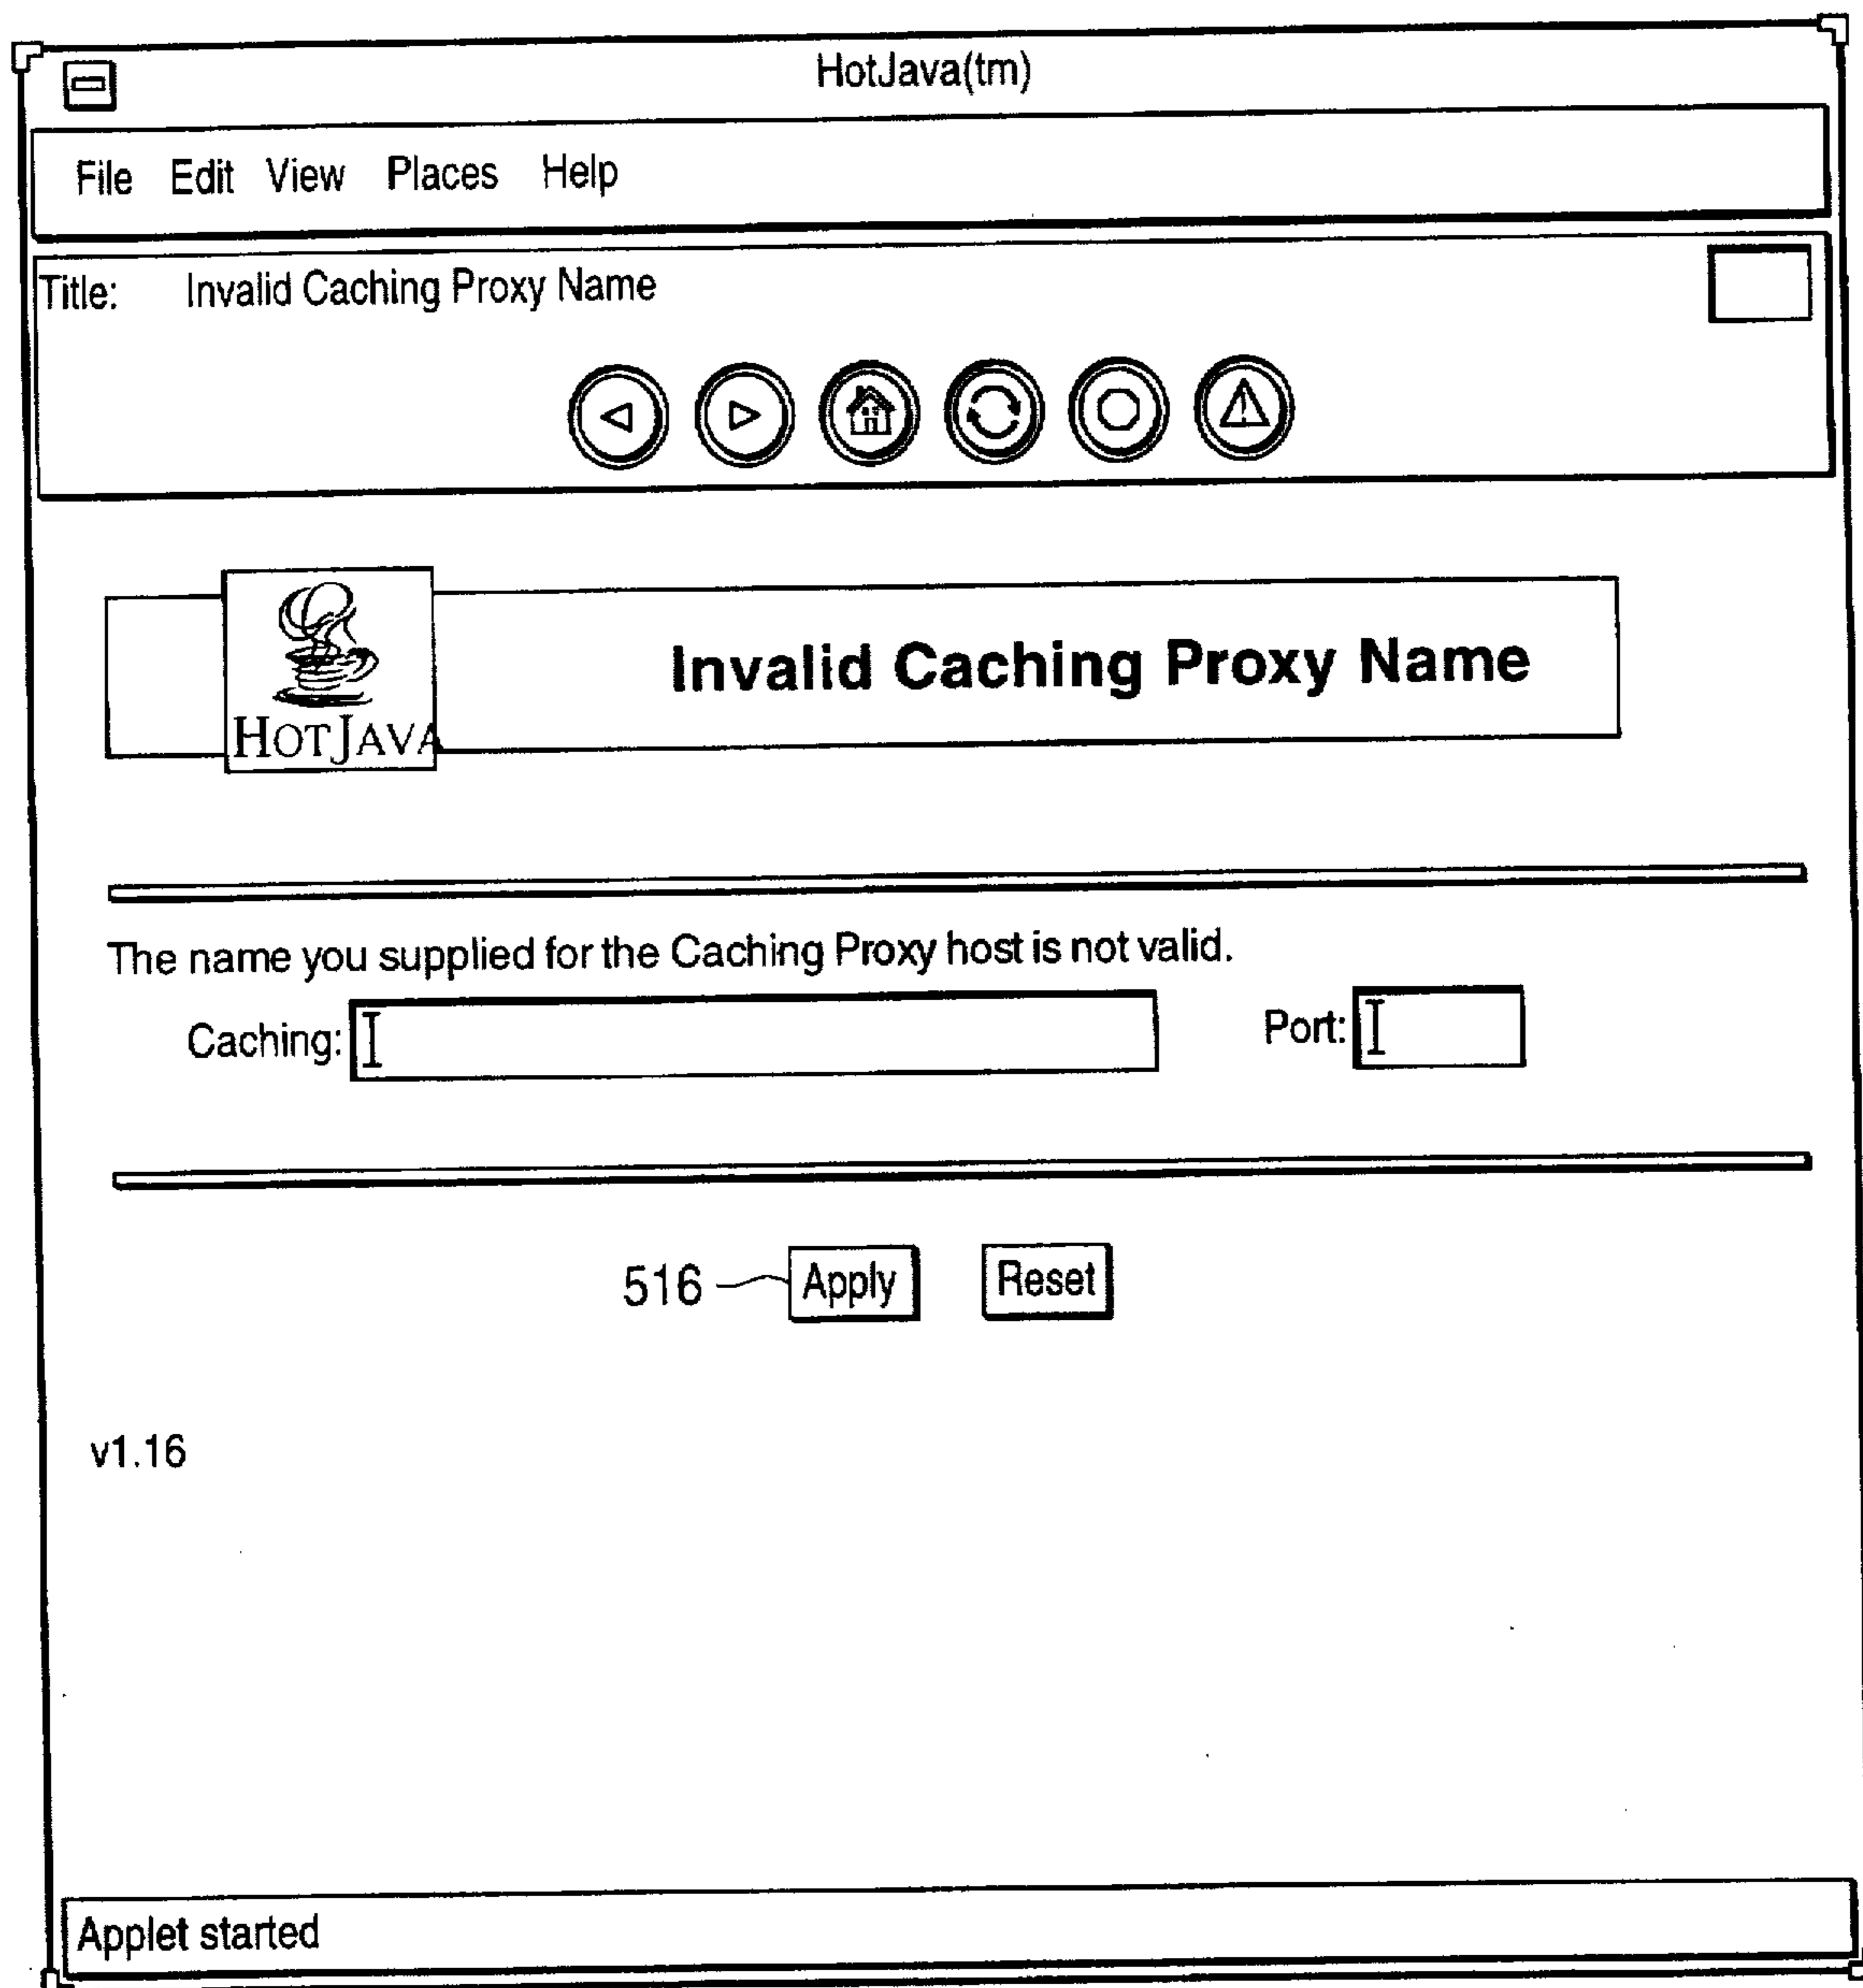 HotJava(tm)
File Edit View Places Help
Title: Invalid Caching Proxy Name
HOTJAVA
Invalid Caching Proxy Name
The name you supplied for the Caching Proxy host is not valid.
Caching: Port:
516 Apply Reset
v1.16
Applet started